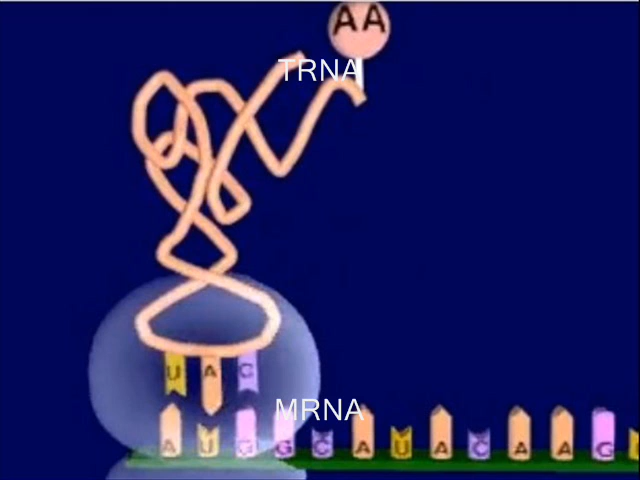 AA
TRNA
U A C
MRNA
A U G G C A U A C A A G